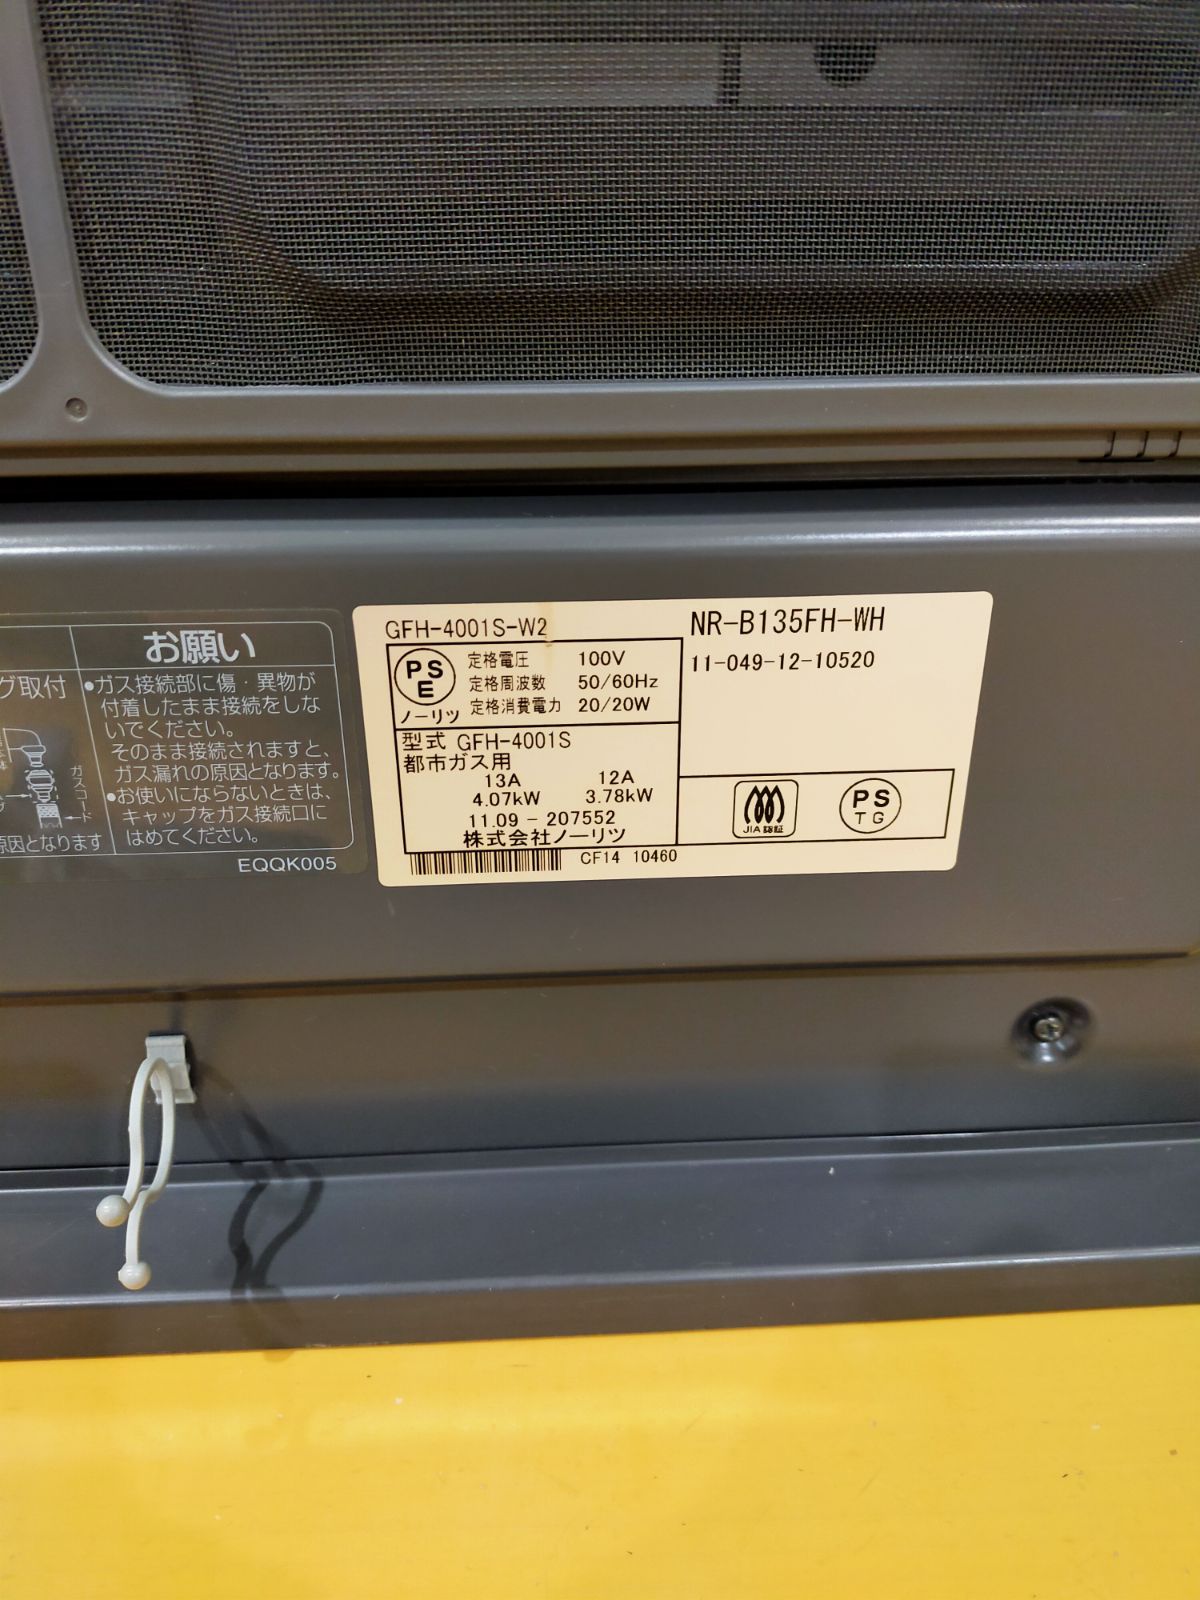 お願い
グ取付
●ガス接続部に傷・異物が
付着したまま接続をしな
いでください。
そのまま接続されますと、
ガス漏れの原因となります。
●お使いにならないときは、
キャップをガス接続口に
はめてください。
ガスコード
原因となります
EQQK005
GFH-4001S-W2
PS
E
ノーリツ
定格電圧 100V
定格周波数 50/60Hz
定格消費電力 20/20W
型式 GFH-4001S
都市ガス用
13A 12A
4.07kW 3.78kW
11.09 - 207552
株式会社ノーリツ
CF14 10460
NR-B135FH-WH
11-049-12-10520
JIA 認証
PS
TG